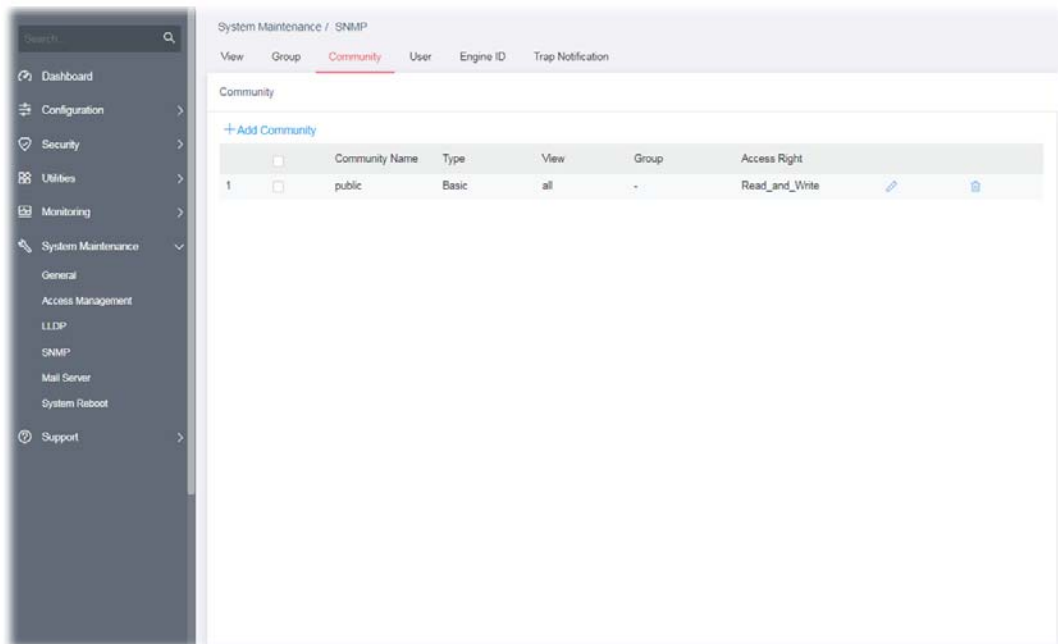 Search...
Dashboard
Configuration
Security
Utilities
Monitoring
System Maintenance
General
Access Management
LLDP
SNMP
Mail Server
System Reboot
Support
System Maintenance / SNMP
View Group Community User Engine ID Trap Notification
Community
+Add Community
Community Name Type View Group Access Right
1 public Basic all - Read_and_Write